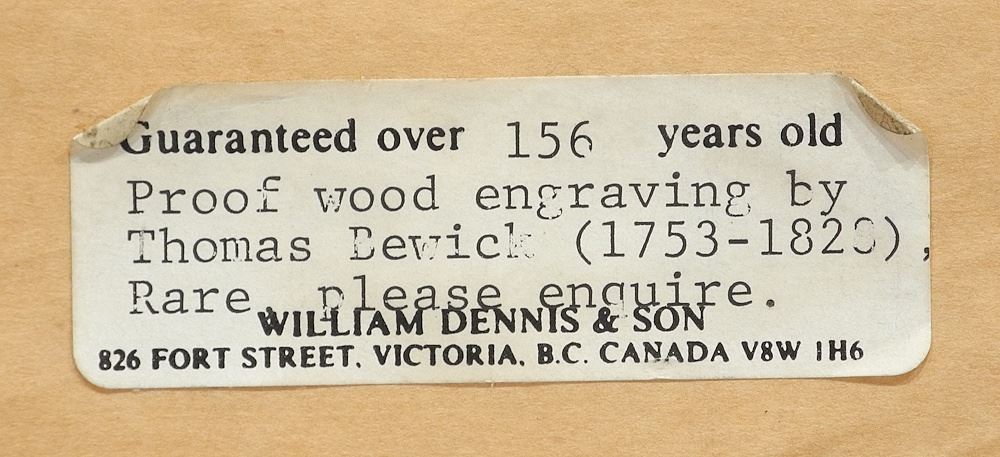 Guaranteed over 156 years old
Proof wood engraving by
Thomas Bewick (1753-1828),
Rare, please enquire.
WILLIAM DENNIS & SON
826 FORT STREET, VICTORIA, B.C. CANADA V8W 1H6